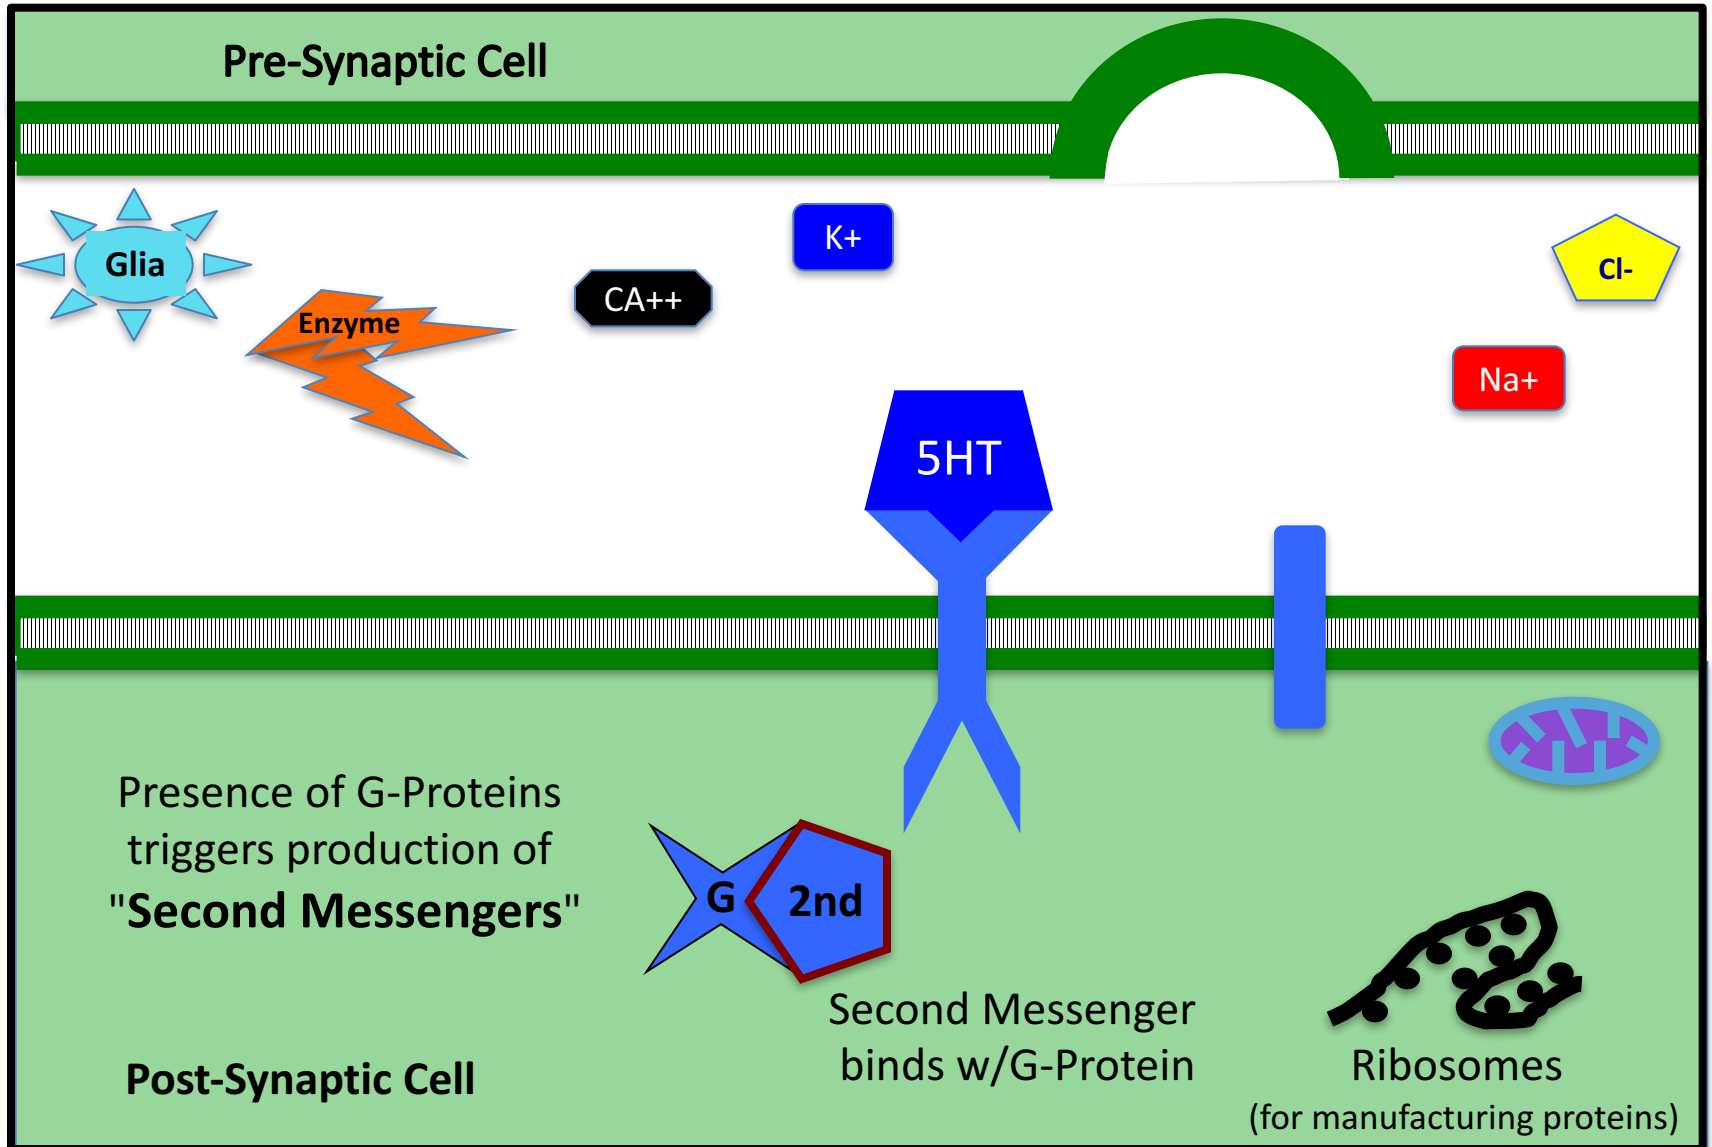 Pre-Synaptic Cell
Glia
Enzyme
CA++
K+
Cl-
Na+
5HT
Presence of G-Proteins
triggers production of
"Second Messengers"
G
2nd
Second Messenger
binds w/G-Protein
Ribosomes
(for manufacturing proteins)
Post-Synaptic Cell